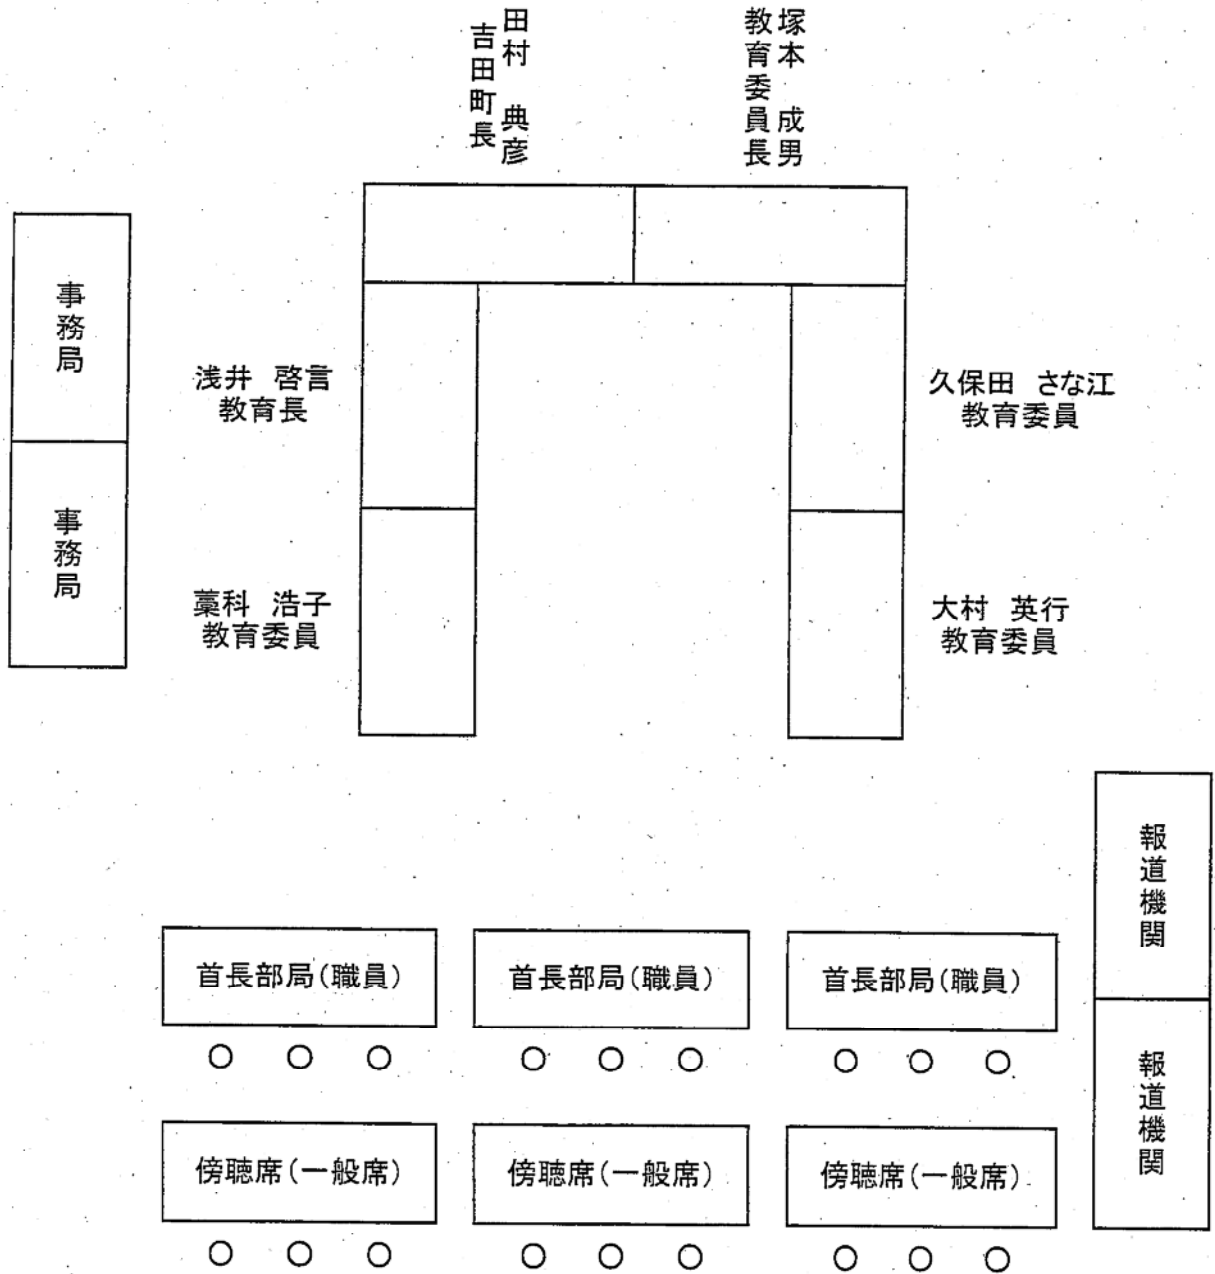 田村 典彦
吉田町長
塚本 成男
教育委員長
事務局
事務局
浅井 啓言
教育長
久保田 さな江
教育委員
藁科 浩子
教育委員
大村 英行
教育委員
報道機関
報道機関
首長部局(職員)
首長部局(職員)
首長部局(職員)
○ ○ ○ ○ ○ ○ ○ ○ ○
傍聴席(一般席)
傍聴席(一般席)
傍聴席(一般席)
○ ○ ○ ○ ○ ○ ○ ○ ○